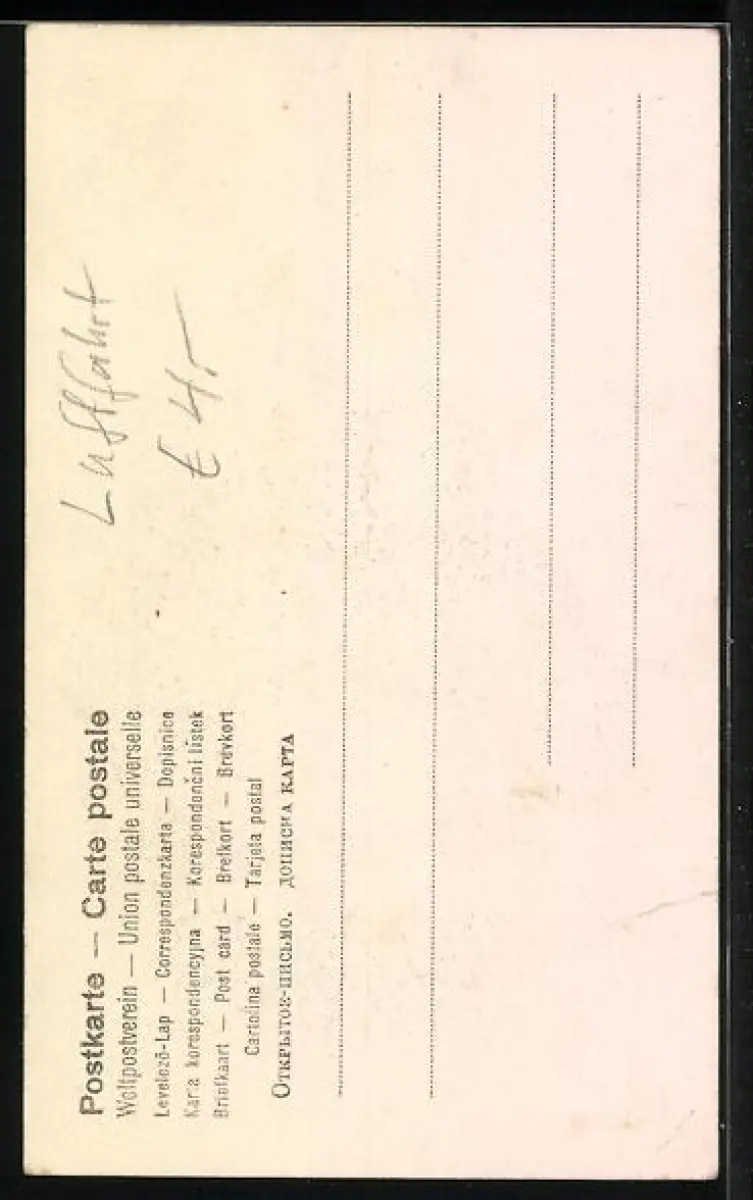 Postkarte — Carte postale
Weltpostverein — Union postale universelle
Levelező-Lap — Correspondenzkarta — Dopisnice
Karta korespondencyjna — Korespondenční lístek
Briefkaart — Post card — Brefkort — Brevkort
Cartolina postale — Tarjeta postal
Открытое-письмо. ДОПИСНА КАРТА
Luftfahrt
€ 4,-